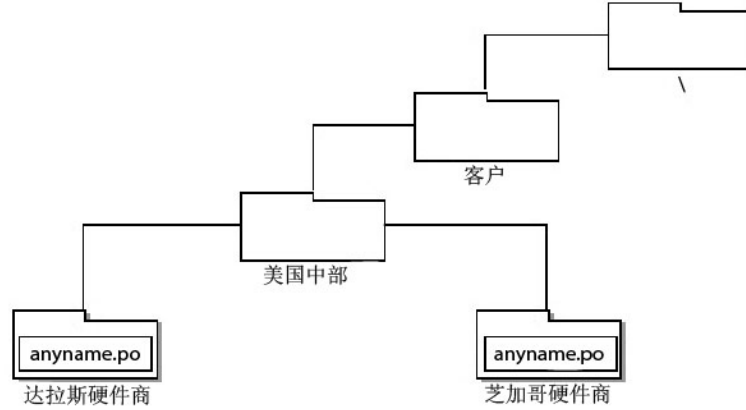 \
客户
美国中部
anyname.po
anyname.po
达拉斯硬件商
芝加哥硬件商